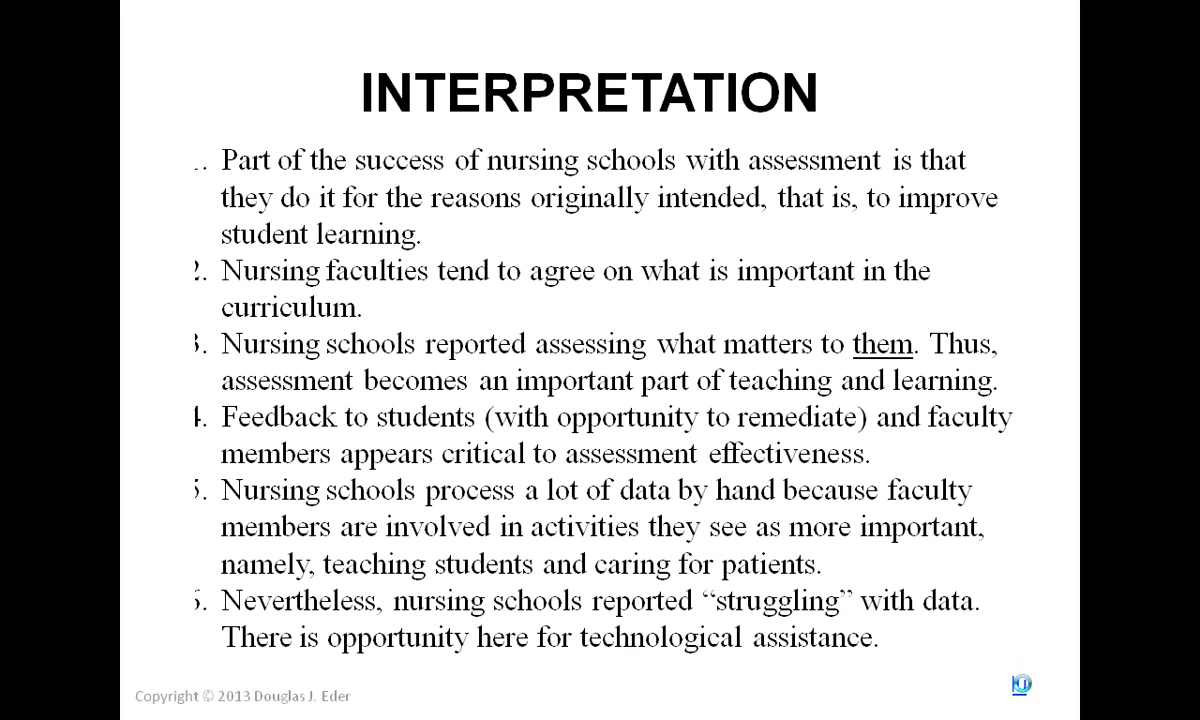 INTERPRETATION
. Part of the success of nursing schools with assessment is that
they do it for the reasons originally intended, that is, to improve
student learning.
2. Nursing faculties tend to agree on what is important in the
curriculum.
3. Nursing schools reported assessing what matters to them. Thus,
assessment becomes an important part of teaching and learning.
4. Feedback to students (with opportunity to remediate) and faculty
members appears critical to assessment effectiveness.
5. Nursing schools process a lot of data by hand because faculty
members are involved in activities they see as more important,
namely, teaching students and caring for patients.
6. Nevertheless, nursing schools reported “struggling” with data.
There is opportunity here for technological assistance.
Copyright © 2013 Douglas J. Eder